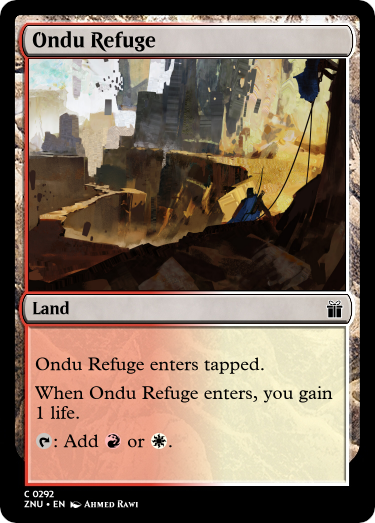 Ondu Refuge
Land
Ondu Refuge enters tapped.
When Ondu Refuge enters, you gain
1 life.
: Add or .
C 0292
ZNU • EN Ahmed Rawi